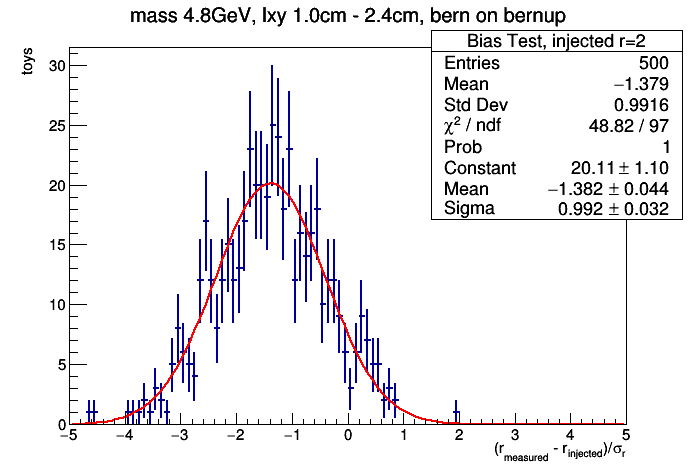 mass 4.8GeV, lxy 1.0cm - 2.4cm, bern on bernup
toys
Bias Test, injected r=2
Entries 500
Mean −1.379
Std Dev 0.9916
χ² / ndf 48.82 / 97
Prob 1
Constant 20.11 ± 1.10
Mean −1.382 ± 0.044
Sigma 0.992 ± 0.032
30
25
20
15
10
5
0
−5 −4 −3 −2 −1 0 1 2 3 4 5
(r_measured - r_injected)/σ_r